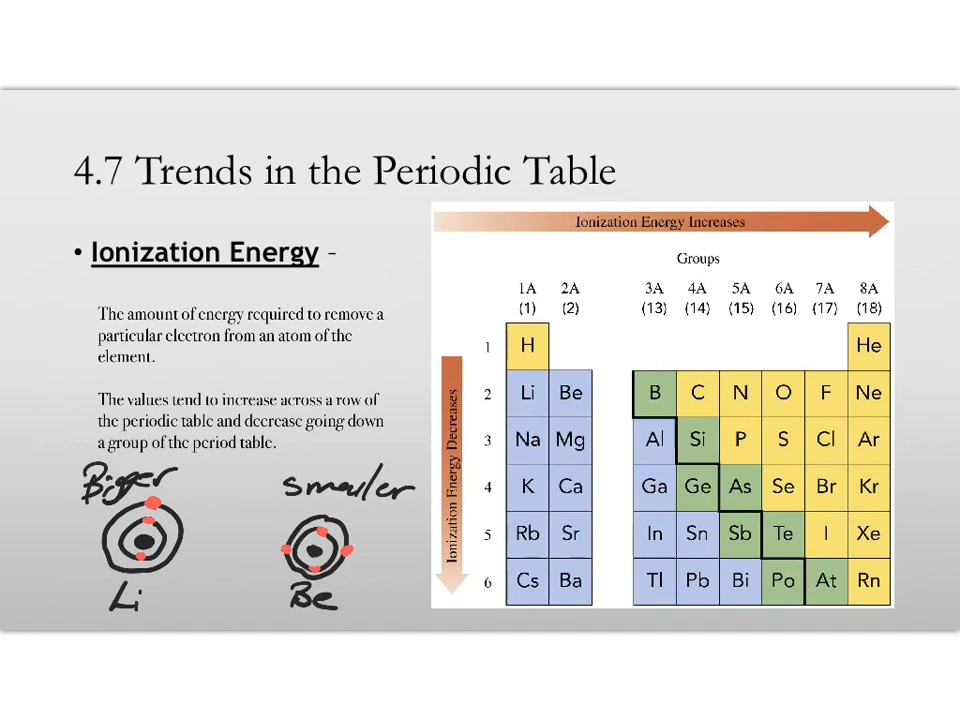 4.7 Trends in the Periodic Table
• Ionization Energy -
The amount of energy required to remove a
particular electron from an atom of the
element.
The values tend to increase across a row of
the periodic table and decrease going down
a group of the period table.
Bigger
smaller
Li
Be
Ionization Energy Increases
Groups
1A 2A 3A 4A 5A 6A 7A 8A
(1) (2) (13) (14) (15) (16) (17) (18)
Ionization Energy Decreases
1 H He
2 Li Be B C N O F Ne
3 Na Mg Al Si P S Cl Ar
4 K Ca Ga Ge As Se Br Kr
5 Rb Sr In Sn Sb Te I Xe
6 Cs Ba Tl Pb Bi Po At Rn